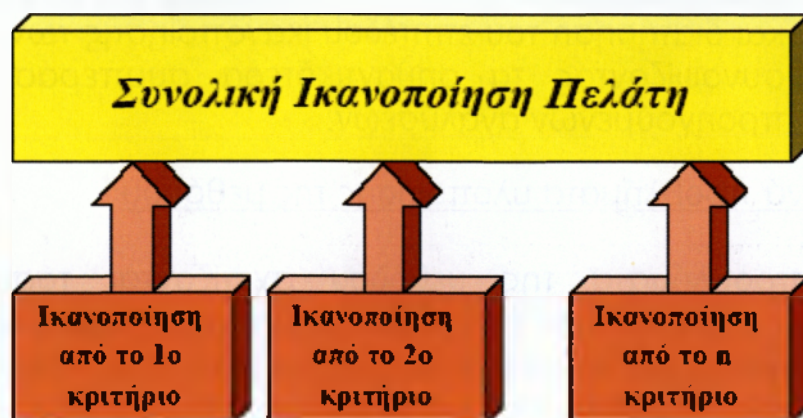 Συνολική Ικανοποίηση Πελάτη
Ικανοποίηση
από το 1ο
κριτήριο
Ικανοποίηση
από το 2ο
κριτήριο
Ικανοποίηση
από το n
κριτήριο